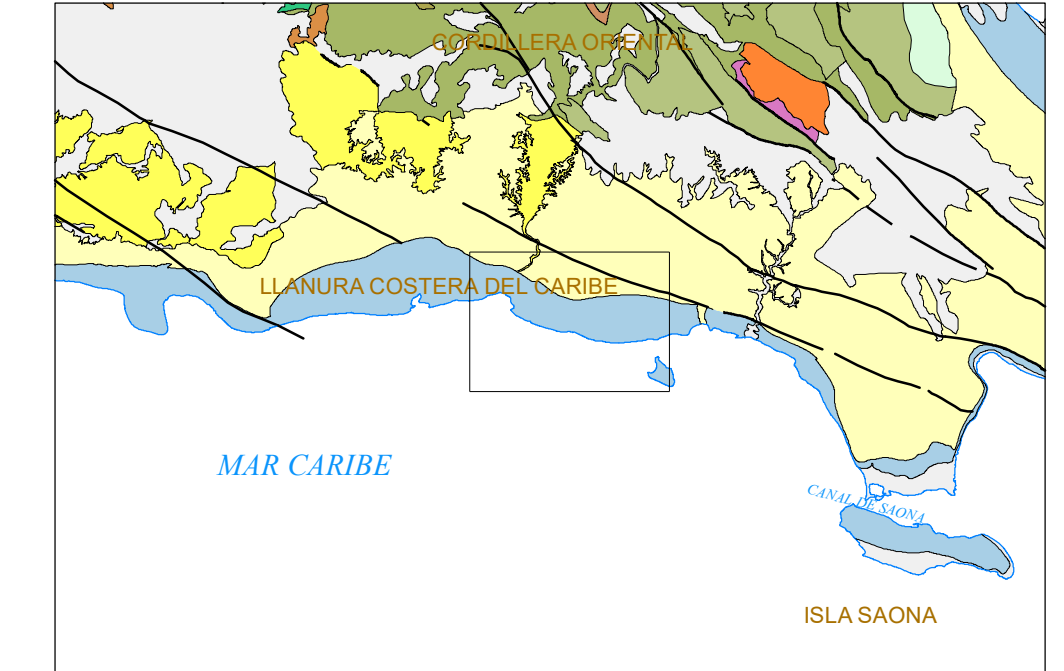 CORDILLERA ORIENTAL
LLANURA COSTERA DEL CARIBE
MAR CARIBE
CANAL DE SAONA
ISLA SAONA